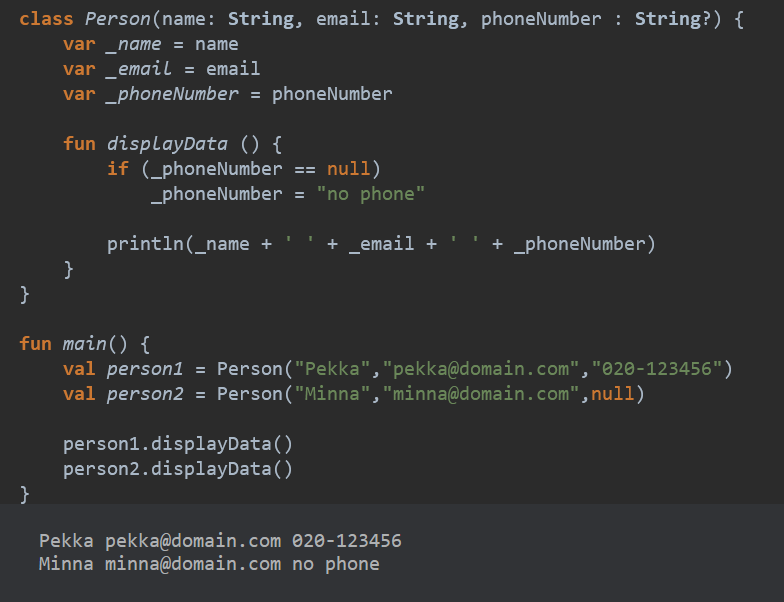 class Person(name: String, email: String, phoneNumber : String?) {
    var _name = name
    var _email = email
    var _phoneNumber = phoneNumber

    fun displayData () {
        if (_phoneNumber == null)
            _phoneNumber = "no phone"

        println(_name + ' ' + _email + ' ' + _phoneNumber)
    }
}

fun main() {
    val person1 = Person("Pekka","pekka@domain.com","020-123456")
    val person2 = Person("Minna","minna@domain.com",null)

    person1.displayData()
    person2.displayData()
}
Pekka pekka@domain.com 020-123456
Minna minna@domain.com no phone